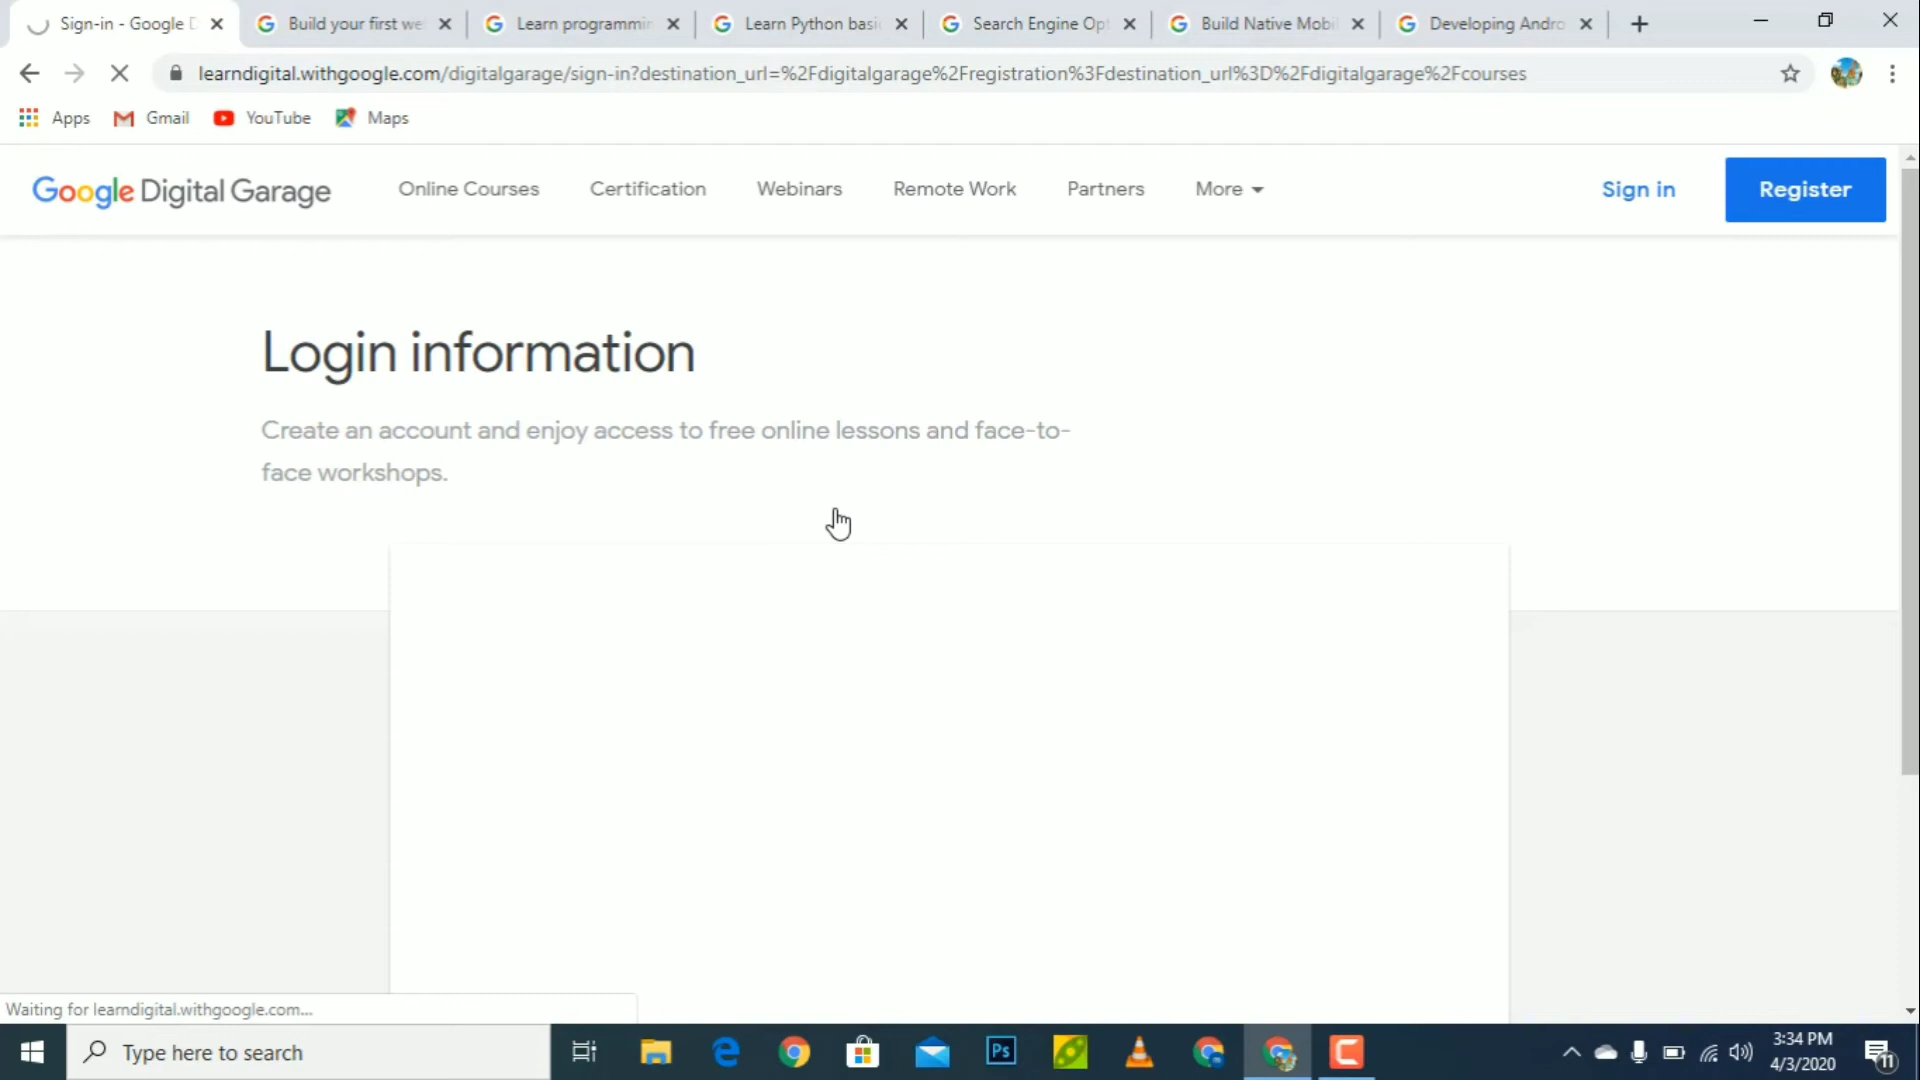 Sign-in - Google D
Build your first we
Learn programmin
Learn Python basi
Search Engine Opt
Build Native Mobil
Developing Andro
learndigital.withgoogle.com/digitalgarage/sign-in?destination_url=%2Fdigitalgarage%2Fregistration%3Fdestination_url%3D%2Fdigitalgarage%2Fcourses
Apps
Gmail
YouTube
Maps
Google Digital Garage
Online Courses
Certification
Webinars
Remote Work
Partners
More
Sign in
Register
Login information
Create an account and enjoy access to free online lessons and face-to-
face workshops.
Waiting for learndigital.withgoogle.com...
Type here to search
Ps
3:34 PM
4/3/2020
11